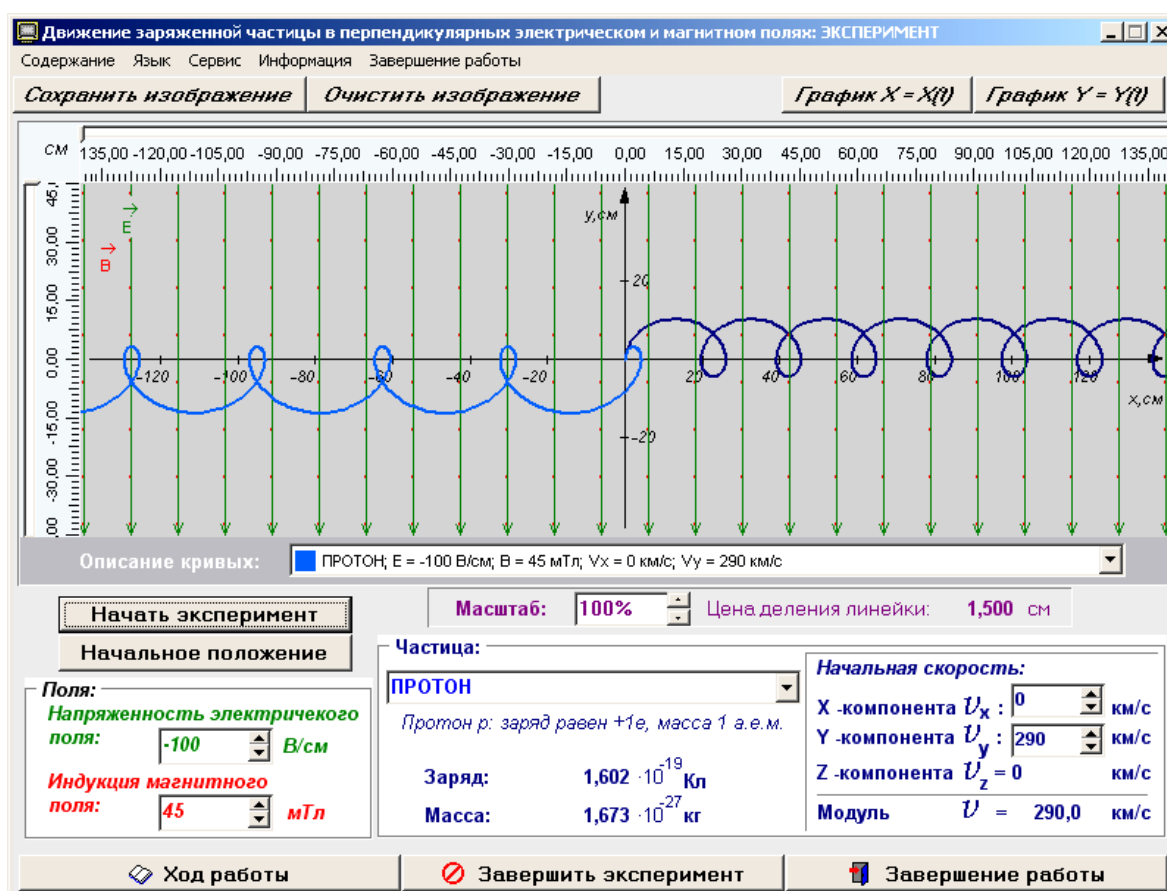 Движение заряженной частицы в перпендикулярных электрическом и магнитном полях: ЭКСПЕРИМЕНТ
Содержание Язык Сервис Информация Завершение работы
Сохранить изображение Очистить изображение График X = X(t) График Y = Y(t)
СМ 135,00 -120,00 -105,00 -90,00 -75,00 -60,00 -45,00 -30,00 -15,00 0,00 15,00 30,00 45,00 60,00 75,00 90,00 105,00 120,00 135,00
45,
30,00
15,00
0,00
-15,00
-30,00
,00
E
B
y,см
20
-120 -100 -80 -60 -40 -20 20 40 60 80 100 120
x,см
-20
Описание кривых: ПРОТОН; E = -100 В/см; B = 45 мТл; Vx = 0 км/с; Vy = 290 км/с
Начать эксперимент
Начальное положение
Масштаб: 100% Цена деления линейки: 1,500 см
Поля:
Напряженность электричекого
поля: -100 В/см
Индукция магнитного
поля: 45 мТл
Частица:
ПРОТОН
Протон p: заряд равен +1e, масса 1 а.е.м.
Заряд: 1,602 ·10⁻¹⁹ Кл
Масса: 1,673 ·10⁻²⁷ кг
Начальная скорость:
X -компонента υx : 0 км/с
Y -компонента υy : 290 км/с
Z -компонента υz = 0 км/с
Модуль υ = 290,0 км/с
Ход работы Завершить эксперимент Завершение работы